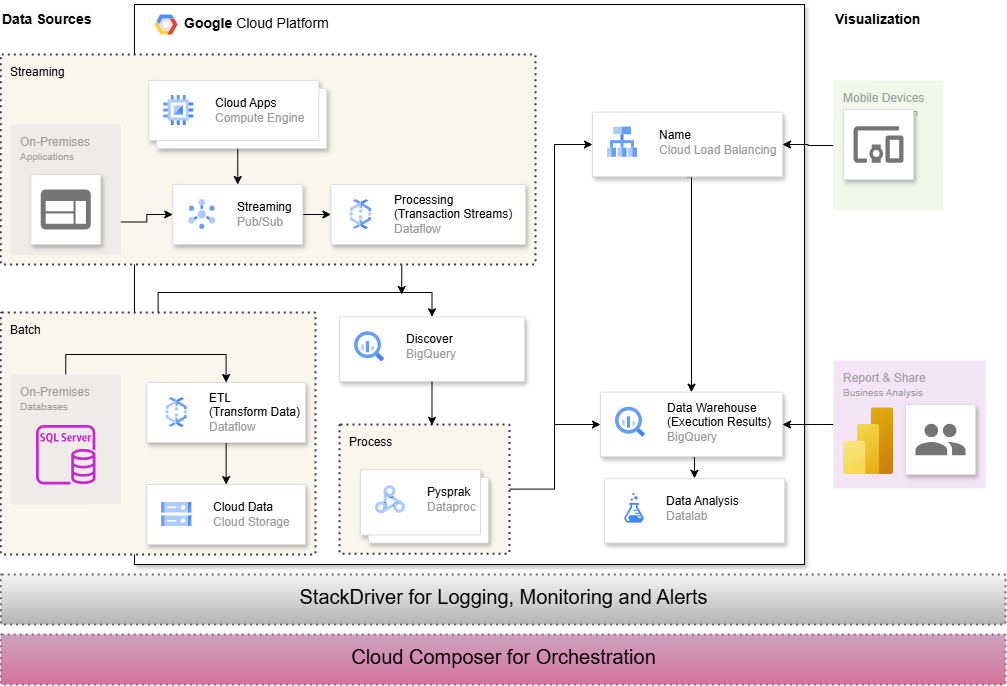 Data Sources
Google Cloud Platform
Visualization
Streaming
Cloud Apps
Compute Engine
On-Premises
Applications
Streaming
Pub/Sub
Processing
(Transaction Streams)
Dataflow
Name
Cloud Load Balancing
Mobile Devices
Batch
On-Premises
Databases
SQL Server
ETL
(Transform Data)
Dataflow
Cloud Data
Cloud Storage
Discover
BigQuery
Process
Pysprak
Dataproc
Data Warehouse
(Execution Results)
BigQuery
Data Analysis
Datalab
Report & Share
Business Analysis
StackDriver for Logging, Monitoring and Alerts
Cloud Composer for Orchestration